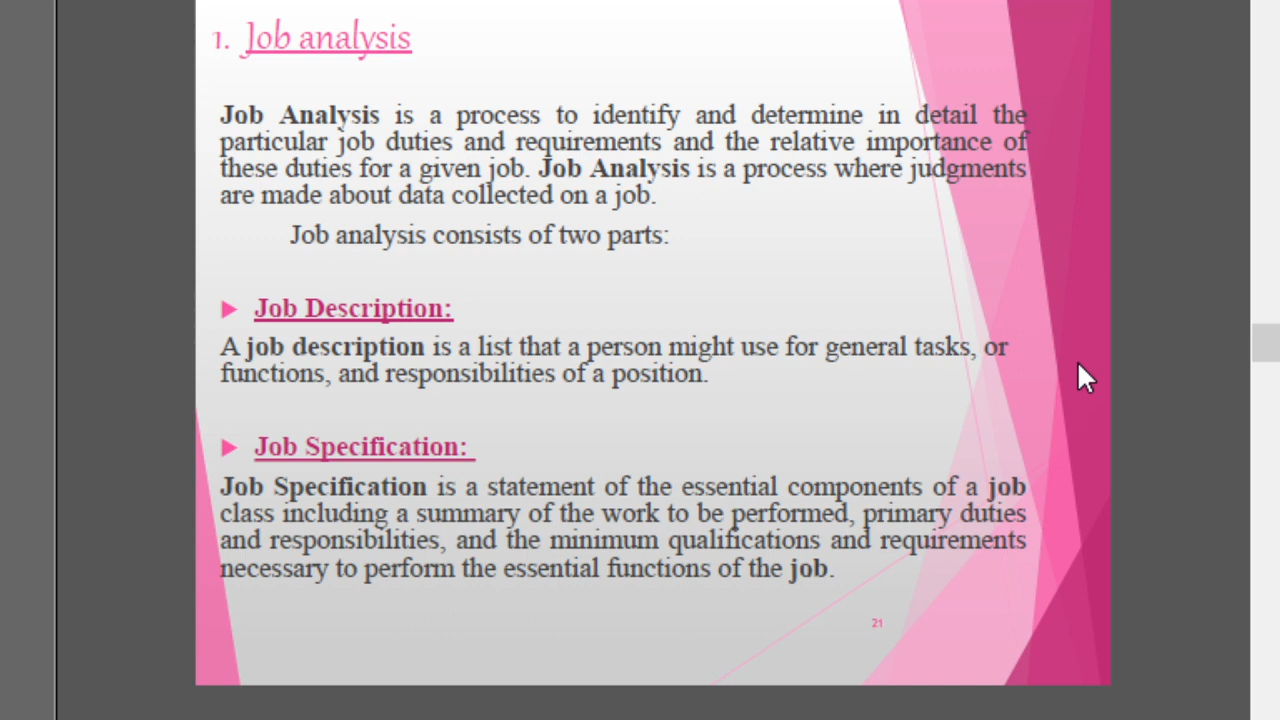 1. Job analysis
Job Analysis is a process to identify and determine in detail the
particular job duties and requirements and the relative importance of
these duties for a given job. Job Analysis is a process where judgments
are made about data collected on a job.
Job analysis consists of two parts:
Job Description:
A job description is a list that a person might use for general tasks, or
functions, and responsibilities of a position.
Job Specification:
Job Specification is a statement of the essential components of a job
class including a summary of the work to be performed, primary duties
and responsibilities, and the minimum qualifications and requirements
necessary to perform the essential functions of the job.
21